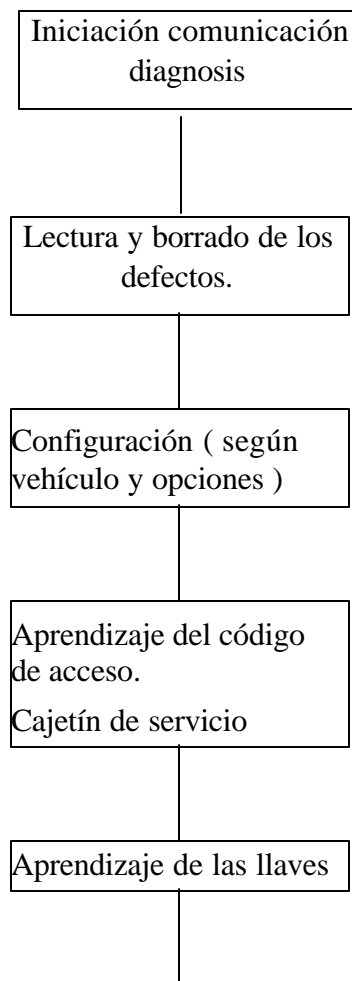 Iniciación comunicación
diagnosis
Lectura y borrado de los
defectos.
Configuración ( según
vehículo y opciones )
Aprendizaje del código
de acceso.
Cajetín de servicio
Aprendizaje de las llaves